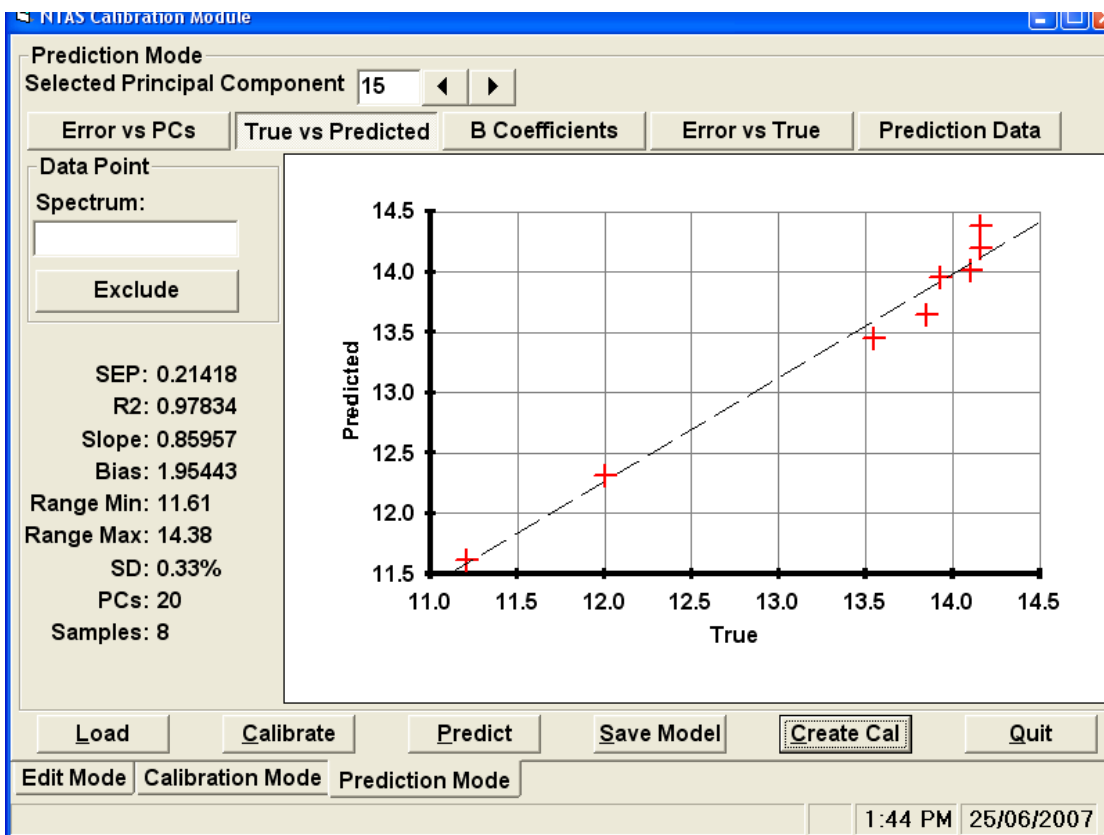 NTAS Calibration Module
Prediction Mode
Selected Principal Component 15
Error vs PCs True vs Predicted B Coefficients Error vs True Prediction Data
Data Point
Spectrum:
Exclude
SEP: 0.21418
R2: 0.97834
Slope: 0.85957
Bias: 1.95443
Range Min: 11.61
Range Max: 14.38
SD: 0.33%
PCs: 20
Samples: 8
Predicted
14.5
14.0
13.5
13.0
12.5
12.0
11.5
11.0 11.5 12.0 12.5 13.0 13.5 14.0 14.5
True
Load Calibrate Predict Save Model Create Cal Quit
Edit Mode Calibration Mode Prediction Mode
1:44 PM 25/06/2007